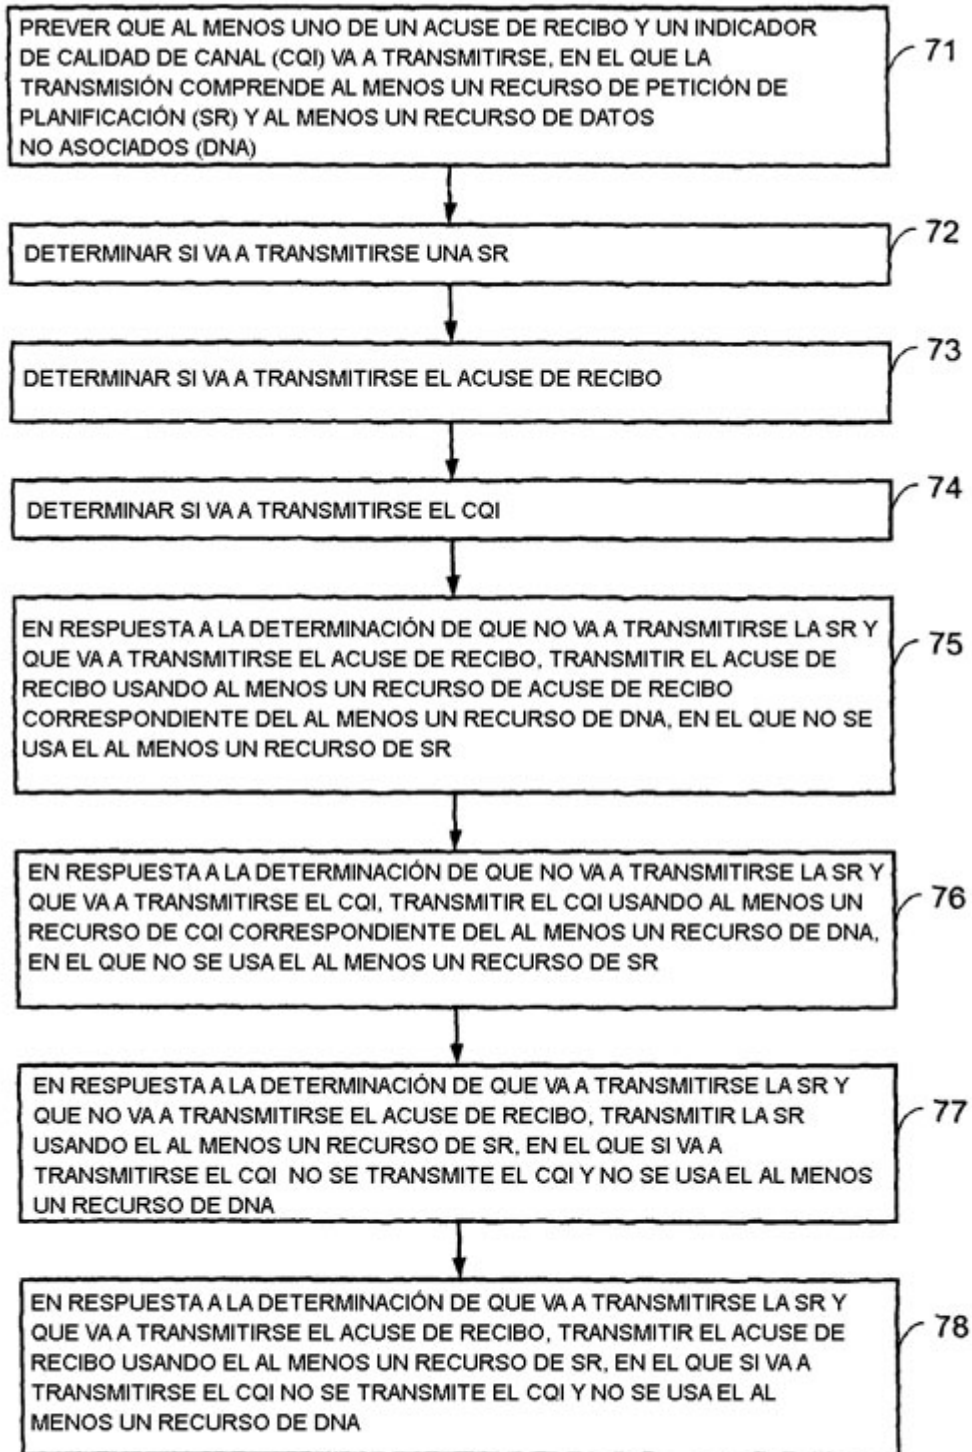 PREVER QUE AL MENOS UNO DE UN ACUSE DE RECIBO Y UN INDICADOR
DE CALIDAD DE CANAL (CQI) VA A TRANSMITIRSE, EN EL QUE LA
TRANSMISIÓN COMPRENDE AL MENOS UN RECURSO DE PETICIÓN DE
PLANIFICACIÓN (SR) Y AL MENOS UN RECURSO DE DATOS
NO ASOCIADOS (DNA)
71
DETERMINAR SI VA A TRANSMITIRSE UNA SR
72
DETERMINAR SI VA A TRANSMITIRSE EL ACUSE DE RECIBO
73
DETERMINAR SI VA A TRANSMITIRSE EL CQI
74
EN RESPUESTA A LA DETERMINACIÓN DE QUE NO VA A TRANSMITIRSE LA SR Y
QUE VA A TRANSMITIRSE EL ACUSE DE RECIBO, TRANSMITIR EL ACUSE DE
RECIBO USANDO AL MENOS UN RECURSO DE ACUSE DE RECIBO
CORRESPONDIENTE DEL AL MENOS UN RECURSO DE DNA, EN EL QUE NO SE
USA EL AL MENOS UN RECURSO DE SR
75
EN RESPUESTA A LA DETERMINACIÓN DE QUE NO VA A TRANSMITIRSE LA SR Y
QUE VA A TRANSMITIRSE EL CQI, TRANSMITIR EL CQI USANDO AL MENOS UN
RECURSO DE CQI CORRESPONDIENTE DEL AL MENOS UN RECURSO DE DNA,
EN EL QUE NO SE USA EL AL MENOS UN RECURSO DE SR
76
EN RESPUESTA A LA DETERMINACIÓN DE QUE VA A TRANSMITIRSE LA SR Y
QUE NO VA A TRANSMITIRSE EL ACUSE DE RECIBO, TRANSMITIR LA SR
USANDO EL AL MENOS UN RECURSO DE SR, EN EL QUE SI VA A
TRANSMITIRSE EL CQI NO SE TRANSMITE EL CQI Y NO SE USA EL AL MENOS
UN RECURSO DE DNA
77
EN RESPUESTA A LA DETERMINACIÓN DE QUE VA A TRANSMITIRSE LA SR Y
QUE VA A TRANSMITIRSE EL ACUSE DE RECIBO, TRANSMITIR EL ACUSE DE
RECIBO USANDO EL AL MENOS UN RECURSO DE SR, EN EL QUE SI VA A
TRANSMITIRSE EL CQI NO SE TRANSMITE EL CQI Y NO SE USA EL AL
MENOS UN RECURSO DE DNA
78